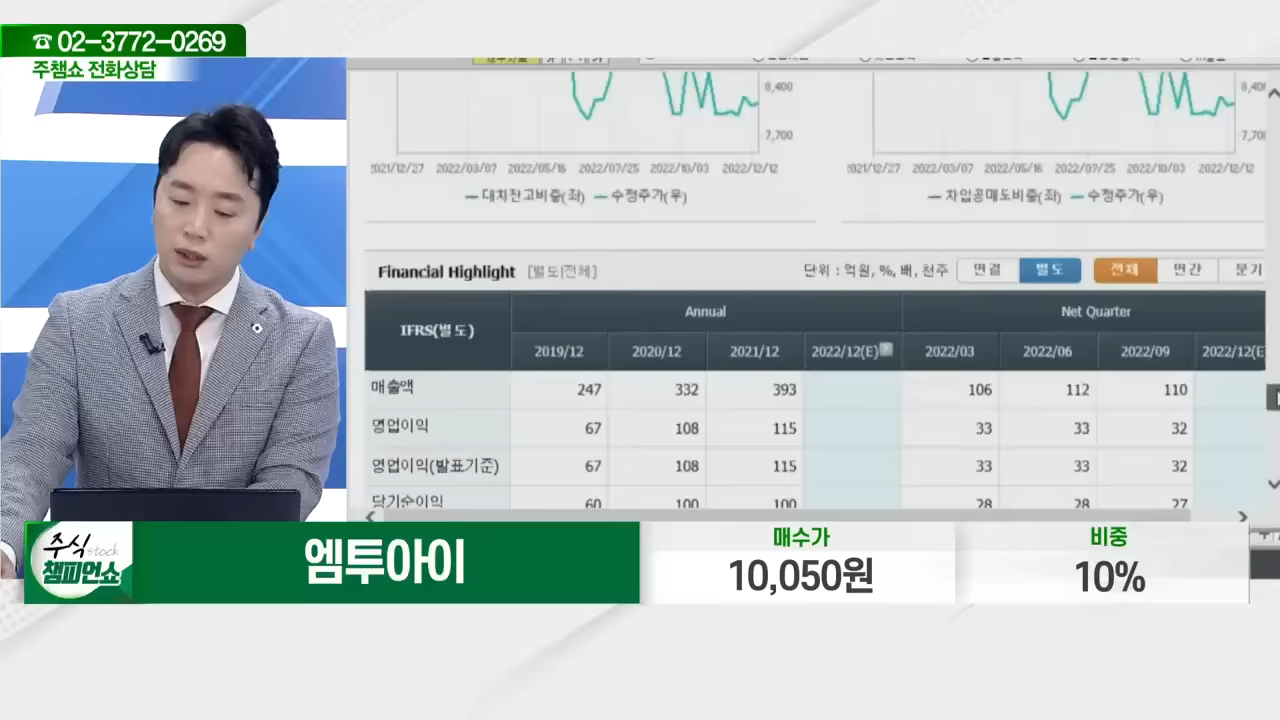 ☎ 02-3772-0269
주챔쇼 전화상담
8,400
7,700
2021/12/27 2022/03/07 2022/05/16 2022/07/25 2022/10/03 2022/12/12
대차잔고비중(좌) 수정주가(우)
8,400
7,700
2021/12/27 2022/03/07 2022/05/16 2022/07/25 2022/10/03 2022/12/12
차입공매도비중(좌) 수정주가(우)
Financial Highlight [별도|전체] 단위 : 억원, %, 배, 천주 연결 별도 전체 연간 분기
IFRS(별도) Annual Net Quarter
2019/12 2020/12 2021/12 2022/12(E) 2022/03 2022/06 2022/09 2022/12(E
매출액 247 332 393 106 112 110
영업이익 67 108 115 33 33 32
영업이익(발표기준) 67 108 115 33 33 32
당기순이익 60 100 100 28 28 27
주식 stock
챔피언쇼
엠투아이
매수가
10,050원
비중
10%